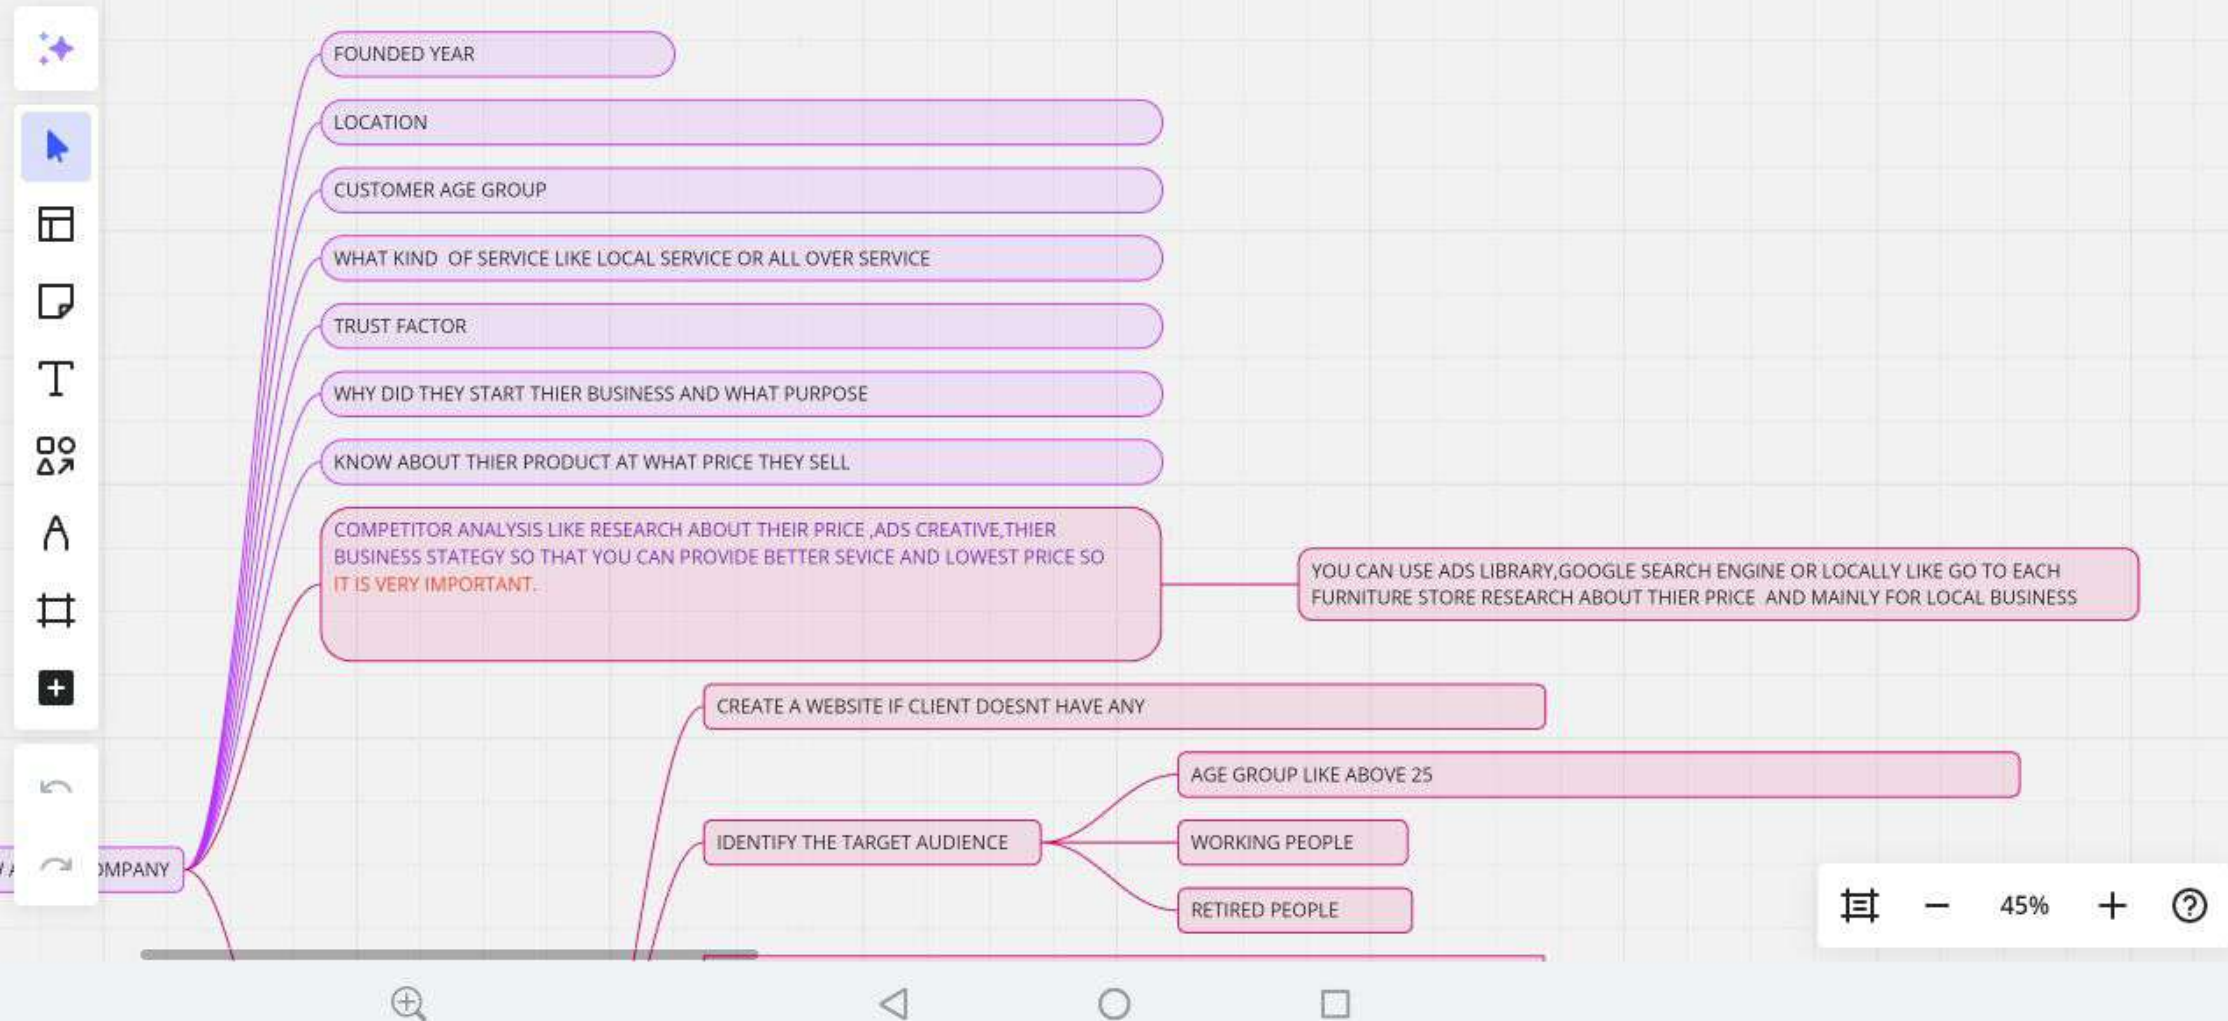 FOUNDED YEAR
LOCATION
CUSTOMER AGE GROUP
WHAT KIND  OF SERVICE LIKE LOCAL SERVICE OR ALL OVER SERVICE
TRUST FACTOR
WHY DID THEY START THIER BUSINESS AND WHAT PURPOSE
KNOW ABOUT THIER PRODUCT AT WHAT PRICE THEY SELL
COMPETITOR ANALYSIS LIKE RESEARCH ABOUT THEIR PRICE ,ADS CREATIVE,THIER
BUSINESS STATEGY SO THAT YOU CAN PROVIDE BETTER SEVICE AND LOWEST PRICE SO
IT IS VERY IMPORTANT.
YOU CAN USE ADS LIBRARY,GOOGLE SEARCH ENGINE OR LOCALLY LIKE GO TO EACH
FURNITURE STORE RESEARCH ABOUT THIER PRICE  AND MAINLY FOR LOCAL BUSINESS
CREATE A WEBSITE IF CLIENT DOESNT HAVE ANY
AGE GROUP LIKE ABOVE 25
IDENTIFY THE TARGET AUDIENCE
WORKING PEOPLE
RETIRED PEOPLE
OMPANY
45%